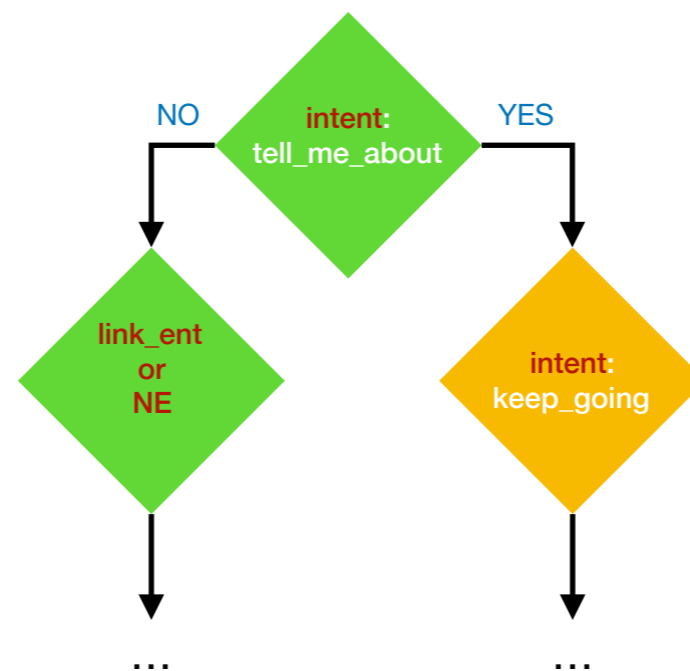 NO
YES
intent:
tell_me_about
link_ent
or
NE
intent:
keep_going
...
...